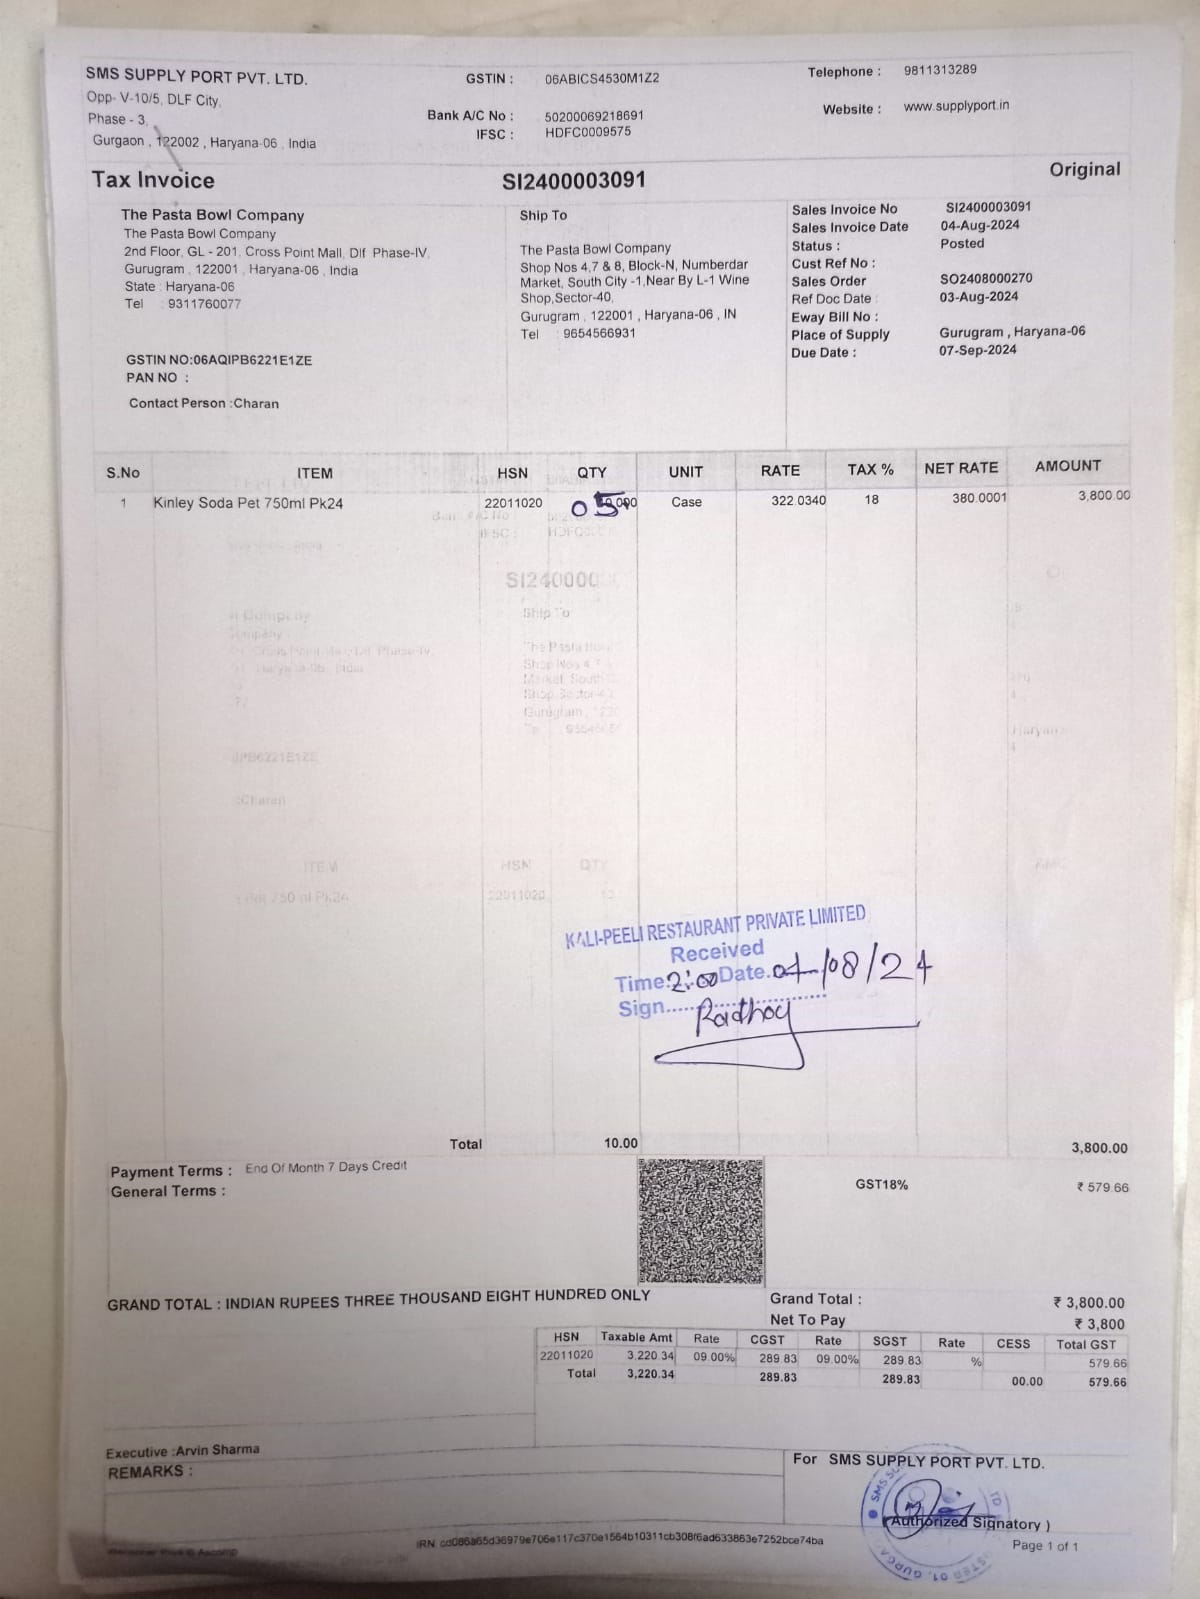 SMS SUPPLY PORT PVT. LTD.
Opp- V-10/5, DLF City,
Phase - 3,
Gurgaon , 122002 , Haryana-06 , India
GSTIN : 06ABICS4530M1Z2
Bank A/C No : 50200069218691
IFSC : HDFC0009575
Telephone : 9811313289
Website : www.supplyport.in
Tax Invoice
SI2400003091
Original
The Pasta Bowl Company
The Pasta Bowl Company
2nd Floor, GL - 201, Cross Point Mall, Dlf Phase-IV,
Gurugram , 122001 , Haryana-06 , India
State : Haryana-06
Tel : 9311760077
GSTIN NO:06AQIPB6221E1ZE
PAN NO :
Contact Person :Charan
Ship To
The Pasta Bowl Company
Shop Nos 4,7 & 8, Block-N, Numberdar
Market, South City -1,Near By L-1 Wine
Shop,Sector-40,
Gurugram , 122001 , Haryana-06 , IN
Tel : 9654566931
Sales Invoice No SI2400003091
Sales Invoice Date 04-Aug-2024
Status : Posted
Cust Ref No :
Sales Order SO2408000270
Ref Doc Date : 03-Aug-2024
Eway Bill No :
Place of Supply Gurugram , Haryana-06
Due Date : 07-Sep-2024
S.No ITEM HSN QTY UNIT RATE TAX % NET RATE AMOUNT
1 Kinley Soda Pet 750ml Pk24 22011020 05 Case 322.0340 18 380.0001 3,800.00
KALI-PEELI RESTAURANT PRIVATE LIMITED
Received
Time.2:00 Date.04/08/24
Sign......
Total 10.00 3,800.00
Payment Terms : End Of Month 7 Days Credit
General Terms :
GST18% ₹ 579.66
GRAND TOTAL : INDIAN RUPEES THREE THOUSAND EIGHT HUNDRED ONLY
Grand Total : ₹ 3,800.00
Net To Pay ₹ 3,800
HSN Taxable Amt Rate CGST Rate SGST Rate CESS Total GST
22011020 3,220.34 09.00% 289.83 09.00% 289.83 % 579.66
Total 3,220.34 289.83 289.83 00.00 579.66
Executive :Arvin Sharma
REMARKS :
For SMS SUPPLY PORT PVT. LTD.
(Authorized Signatory )
Page 1 of 1
IRN cd086a65d36979e706e117c370e1564b10311cb308f6ad633863e7252bce74ba